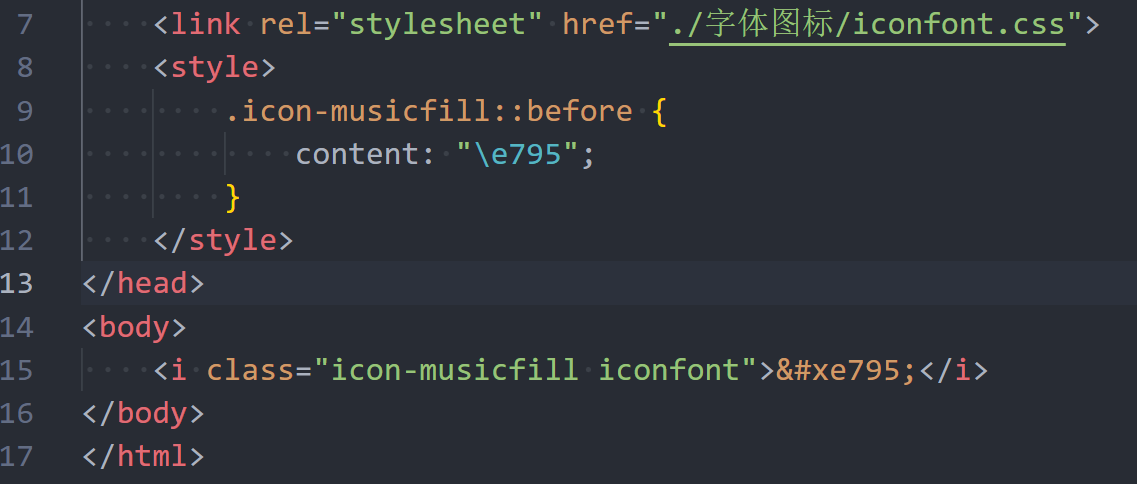 7 <link rel="stylesheet" href="./字体图标/iconfont.css">
8 <style>
9 .icon-musicfill::before {
10 content: "\e795";
11 }
12 </style>
13 </head>
14 <body>
15 <i class="icon-musicfill iconfont">&#xe795;</i>
16 </body>
17 </html>